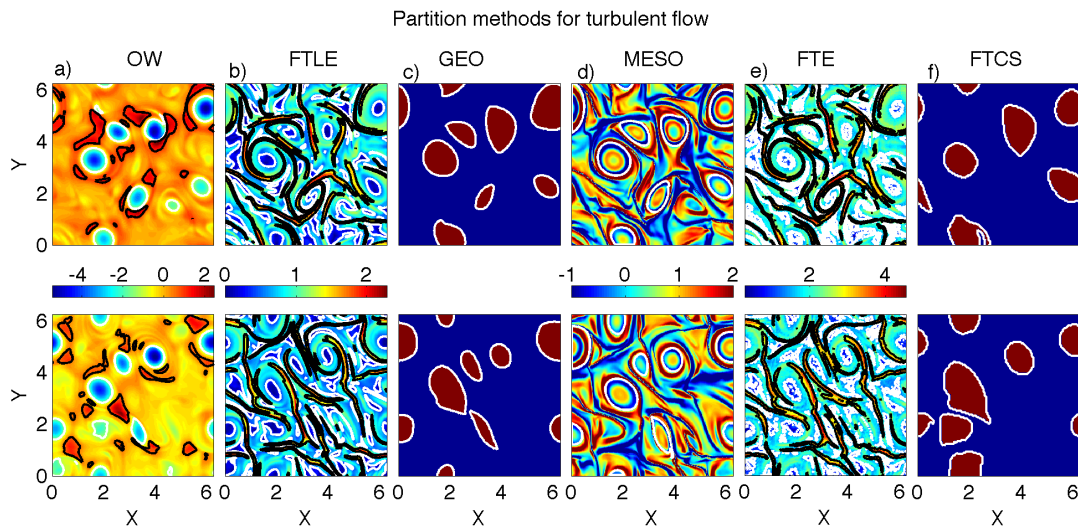 Partition methods for turbulent flow
a) OW b) FTLE c) GEO d) MESO e) FTE f) FTCS
6
4
Y
2
0
-4 -2 0 2 0 1 2 -1 0 1 2 2 4
6
4
Y
2
0
0 2 4 6 0 2 4 6 0 2 4 6 0 2 4 6 0 2 4 6 0 2 4 6
X X X X X X